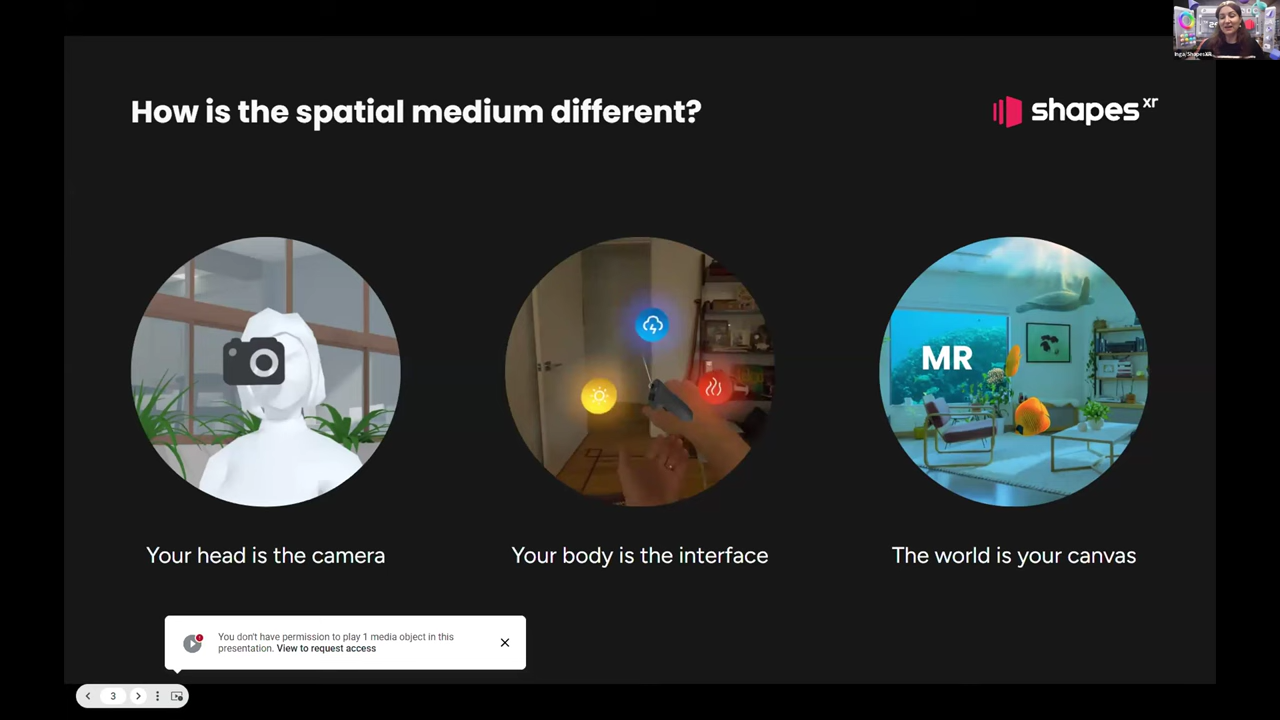 How is the spatial medium different?
shapes xr
MR
Your head is the camera
Your body is the interface
The world is your canvas
You don't have permission to play 1 media object in this
presentation. View to request access
3